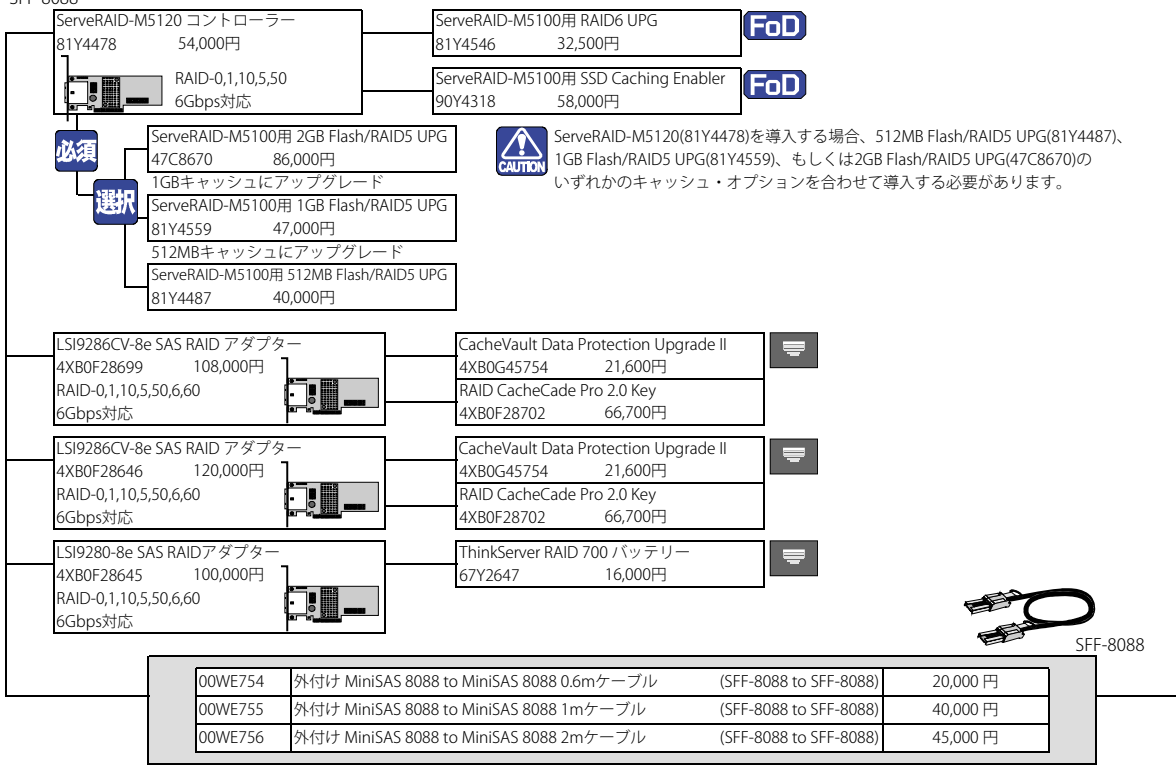 SFF-8088
ServeRAID-M5120 コントローラー
81Y4478 54,000円
RAID-0,1,10,5,50
6Gbps対応
ServeRAID-M5100用 RAID6 UPG
81Y4546 32,500円
FoD
ServeRAID-M5100用 SSD Caching Enabler
90Y4318 58,000円
FoD
必須
選択
ServeRAID-M5100用 2GB Flash/RAID5 UPG
47C8670 86,000円
1GBキャッシュにアップグレード
ServeRAID-M5100用 1GB Flash/RAID5 UPG
81Y4559 47,000円
512MBキャッシュにアップグレード
ServeRAID-M5100用 512MB Flash/RAID5 UPG
81Y4487 40,000円
CAUTION
ServeRAID-M5120(81Y4478)を導入する場合、512MB Flash/RAID5 UPG(81Y4487)、
1GB Flash/RAID5 UPG(81Y4559)、もしくは2GB Flash/RAID5 UPG(47C8670)の
いずれかのキャッシュ・オプションを合わせて導入する必要があります。
LSI9286CV-8e SAS RAID アダプター
4XB0F28699 108,000円
RAID-0,1,10,5,50,6,60
6Gbps対応
CacheVault Data Protection Upgrade II
4XB0G45754 21,600円
RAID CacheCade Pro 2.0 Key
4XB0F28702 66,700円
LSI9286CV-8e SAS RAID アダプター
4XB0F28646 120,000円
RAID-0,1,10,5,50,6,60
6Gbps対応
CacheVault Data Protection Upgrade II
4XB0G45754 21,600円
RAID CacheCade Pro 2.0 Key
4XB0F28702 66,700円
LSI9280-8e SAS RAIDアダプター
4XB0F28645 100,000円
RAID-0,1,10,5,50,6,60
6Gbps対応
ThinkServer RAID 700 バッテリー
67Y2647 16,000円
SFF-8088
00WE754 外付け MiniSAS 8088 to MiniSAS 8088 0.6mケーブル (SFF-8088 to SFF-8088) 20,000 円
00WE755 外付け MiniSAS 8088 to MiniSAS 8088 1mケーブル (SFF-8088 to SFF-8088) 40,000 円
00WE756 外付け MiniSAS 8088 to MiniSAS 8088 2mケーブル (SFF-8088 to SFF-8088) 45,000 円